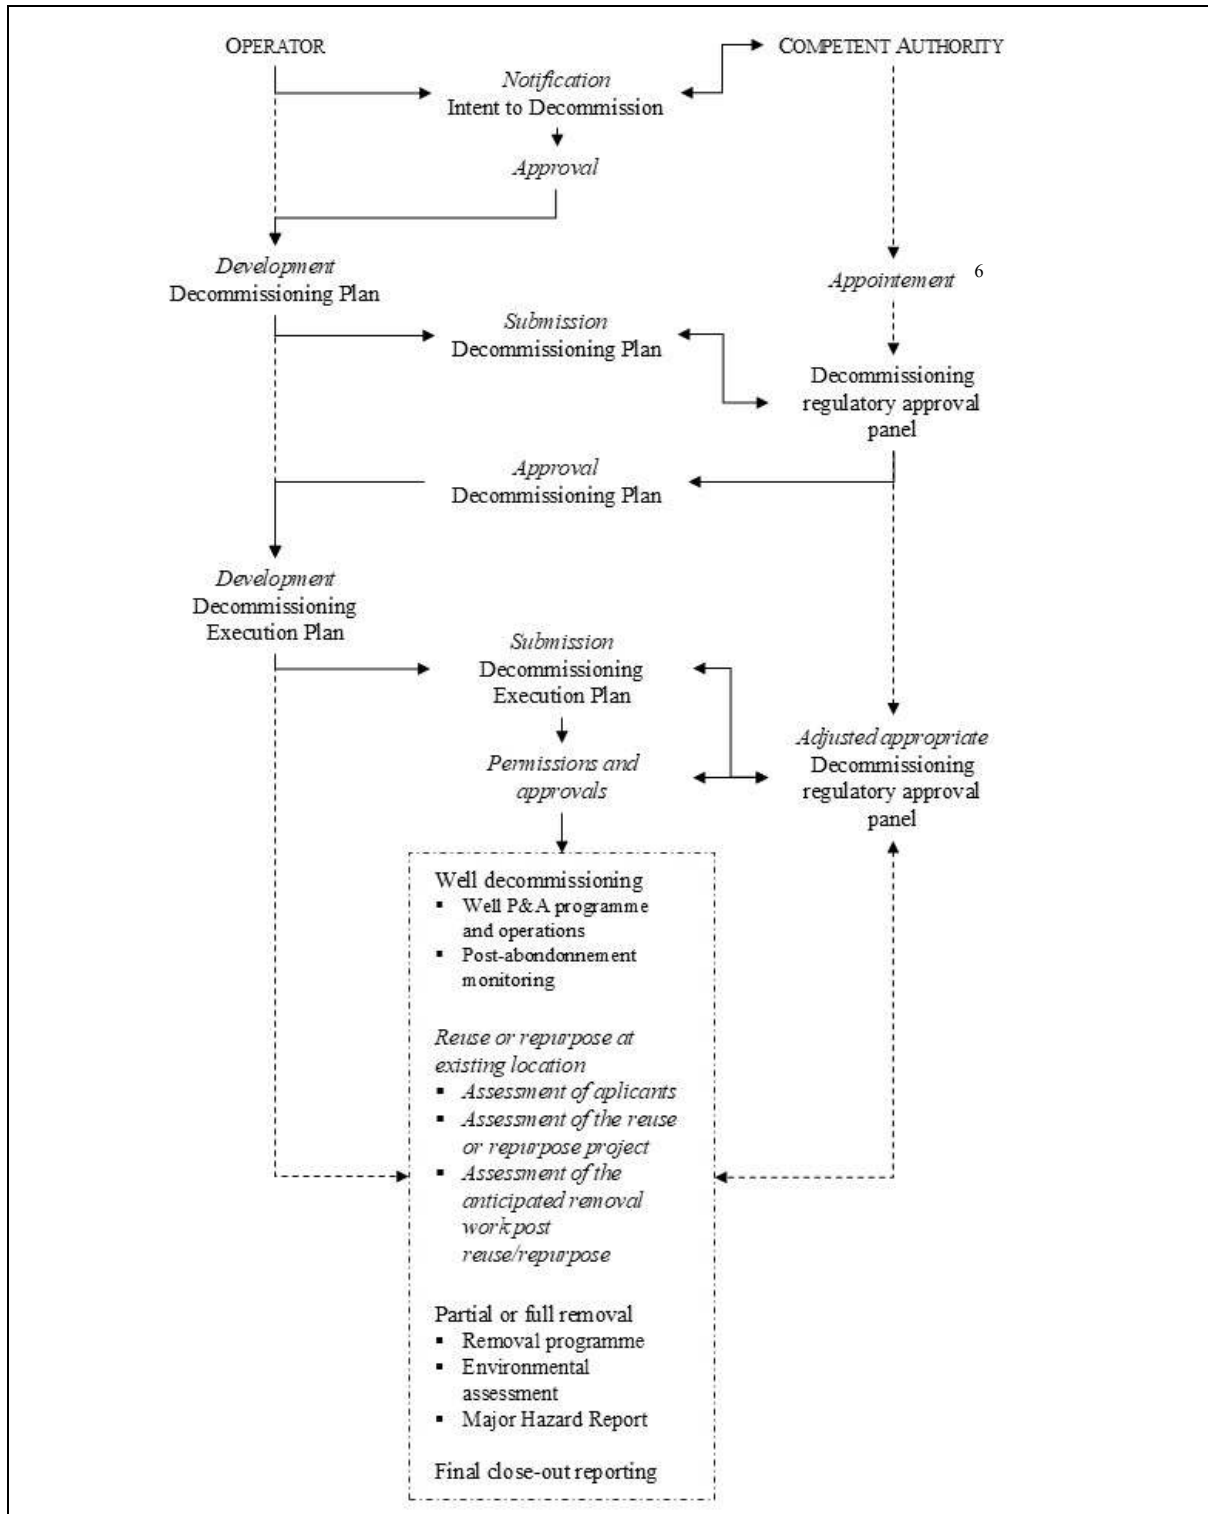 OPERATOR
COMPETENT AUTHORITY
Notification
Intent to Decommission
Approval
Development
Decommissioning Plan
Appointement 6
Submission
Decommissioning Plan
Decommissioning
regulatory approval
panel
Approval
Decommissioning Plan
Development
Decommissioning
Execution Plan
Submission
Decommissioning
Execution Plan
Adjusted appropriate
Decommissioning
regulatory approval
panel
Permissions and
approvals
Well decommissioning
▪ Well P&A programme
and operations
▪ Post-abondonnement
monitoring
Reuse or repurpose at
existing location
▪ Assessment of aplicants
▪ Assessment of the reuse
or repurpose project
▪ Assessment of the
anticipated removal
work post
reuse/repurpose
Partial or full removal
▪ Removal programme
▪ Environmental
assessment
▪ Major Hazard Report
Final close-out reporting